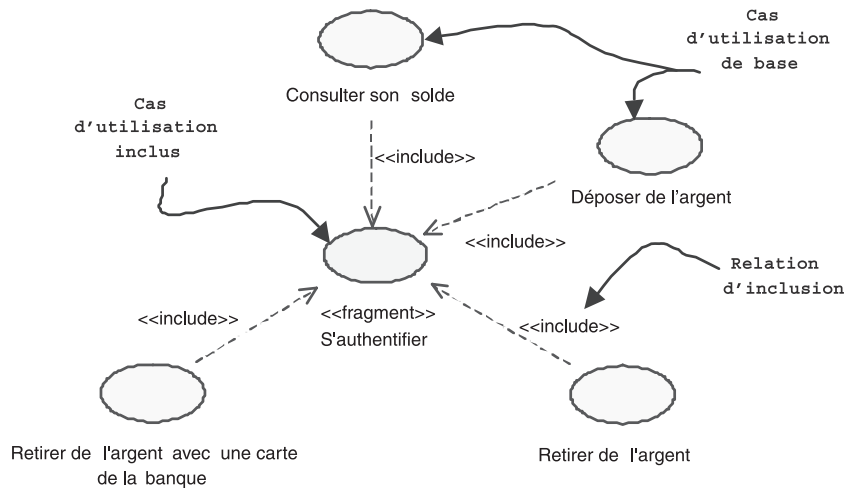 Cas
d'utilisation
de base
Consulter son solde
Cas
d'utilisation
inclus
<<include>>
Déposer de l'argent
<<include>>
Relation
d'inclusion
<<include>>
<<fragment>>
S'authentifier
<<include>>
Retirer de l'argent avec une carte
de la banque
Retirer de l'argent